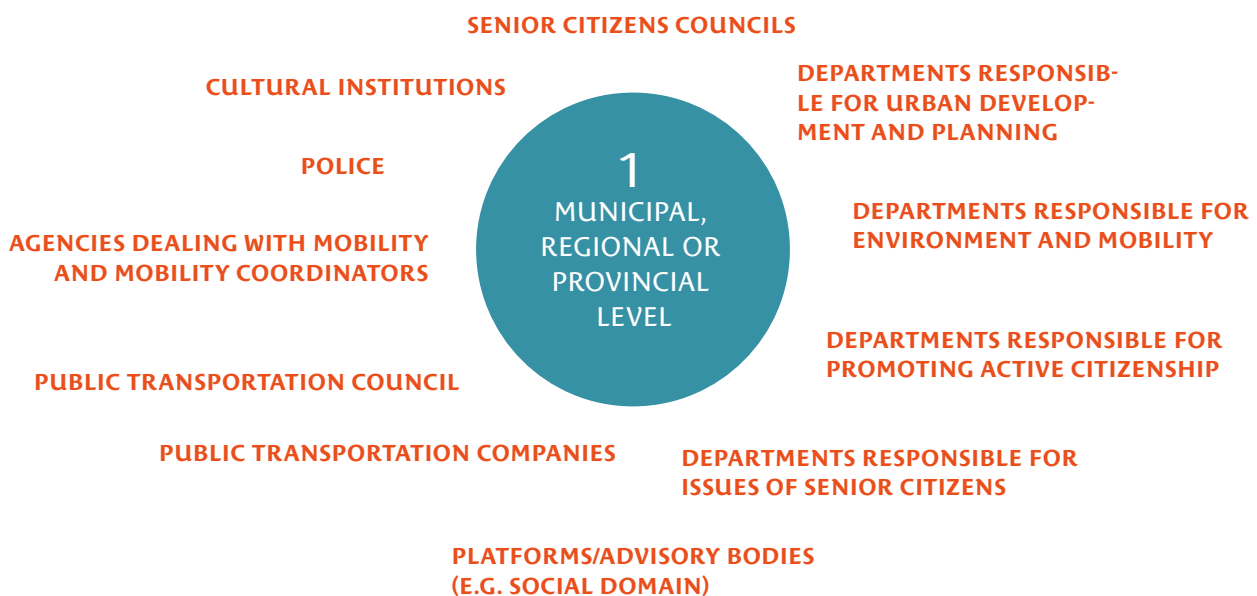 SENIOR CITIZENS COUNCILS
CULTURAL INSTITUTIONS
DEPARTMENTS RESPONSIB-
LE FOR URBAN DEVELOP-
MENT AND PLANNING
POLICE
1
MUNICIPAL,
REGIONAL OR
PROVINCIAL
LEVEL
DEPARTMENTS RESPONSIBLE FOR
ENVIRONMENT AND MOBILITY
AGENCIES DEALING WITH MOBILITY
AND MOBILITY COORDINATORS
DEPARTMENTS RESPONSIBLE FOR
PROMOTING ACTIVE CITIZENSHIP
PUBLIC TRANSPORTATION COUNCIL
PUBLIC TRANSPORTATION COMPANIES
DEPARTMENTS RESPONSIBLE FOR
ISSUES OF SENIOR CITIZENS
PLATFORMS/ADVISORY BODIES
(E.G. SOCIAL DOMAIN)